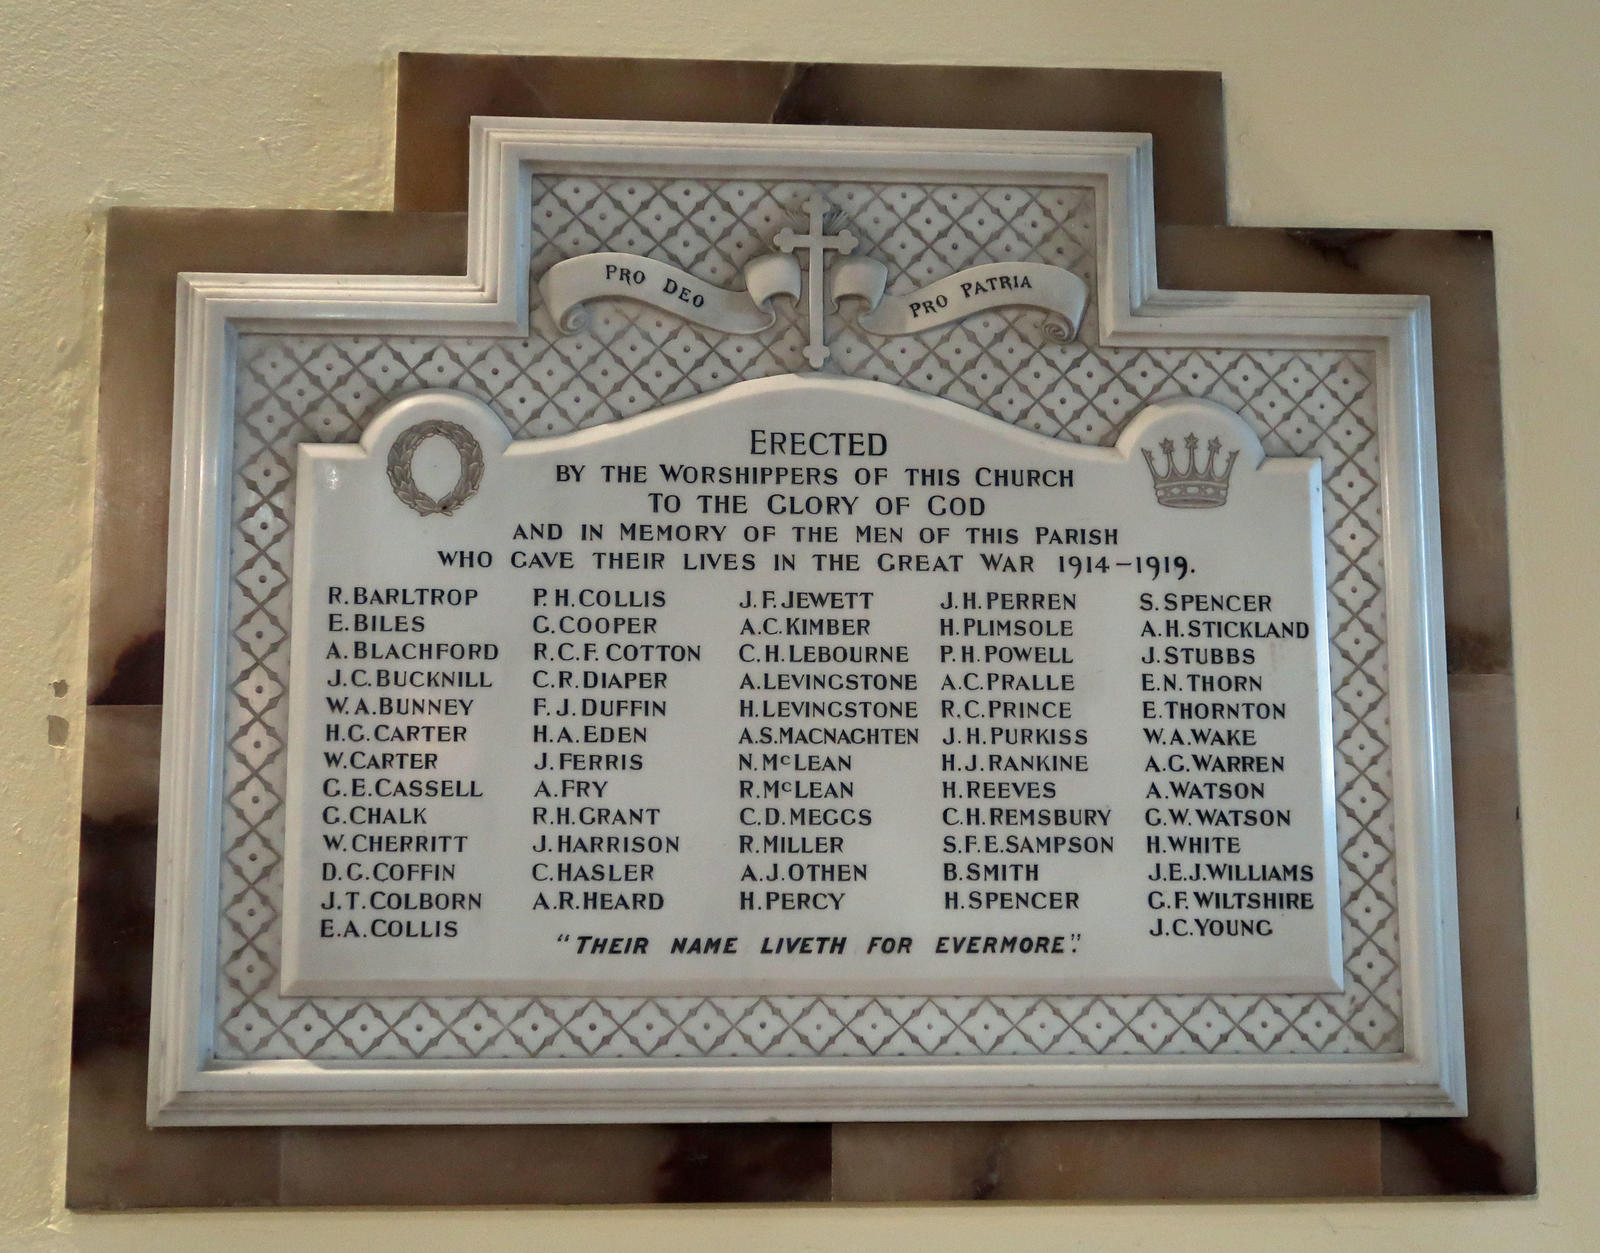 PRO DEO
PRO PATRIA
ERECTED
BY THE WORSHIPPERS OF THIS CHURCH
TO THE GLORY OF GOD
AND IN MEMORY OF THE MEN OF THIS PARISH
WHO GAVE THEIR LIVES IN THE GREAT WAR 1914-1919.
R. BARLTROP
E. BILES
A. BLACHFORD
J. C. BUCKNILL
W. A. BUNNEY
H. G. CARTER
W. CARTER
G. E. CASSELL
G. CHALK
W. CHERRITT
D. G. COFFIN
J. T. COLBORN
E. A. COLLIS
P. H. COLLIS
G. COOPER
R. C. F. COTTON
C. R. DIAPER
F. J. DUFFIN
H. A. EDEN
J. FERRIS
A. FRY
R. H. GRANT
J. HARRISON
C. HASLER
A. R. HEARD
J. F. JEWETT
A. C. KIMBER
C. H. LEBOURNE
A. LEVINGSTONE
H. LEVINGSTONE
A. S. MACNAGHTEN
N. McLEAN
R. McLEAN
C. D. MEGGS
R. MILLER
A. J. OTHEN
H. PERCY
J. H. PERREN
H. PLIMSOLE
P. H. POWELL
A. C. PRALLE
R. C. PRINCE
J. H. PURKISS
H. J. RANKINE
H. REEVES
C. H. REMSBURY
S. F. E. SAMPSON
B. SMITH
H. SPENCER
S. SPENCER
A. H. STICKLAND
J. STUBBS
E. N. THORN
E. THORNTON
W. A. WAKE
A. G. WARREN
A. WATSON
G. W. WATSON
H. WHITE
J. E. J. WILLIAMS
G. F. WILTSHIRE
J. C. YOUNG
"THEIR NAME LIVETH FOR EVERMORE."